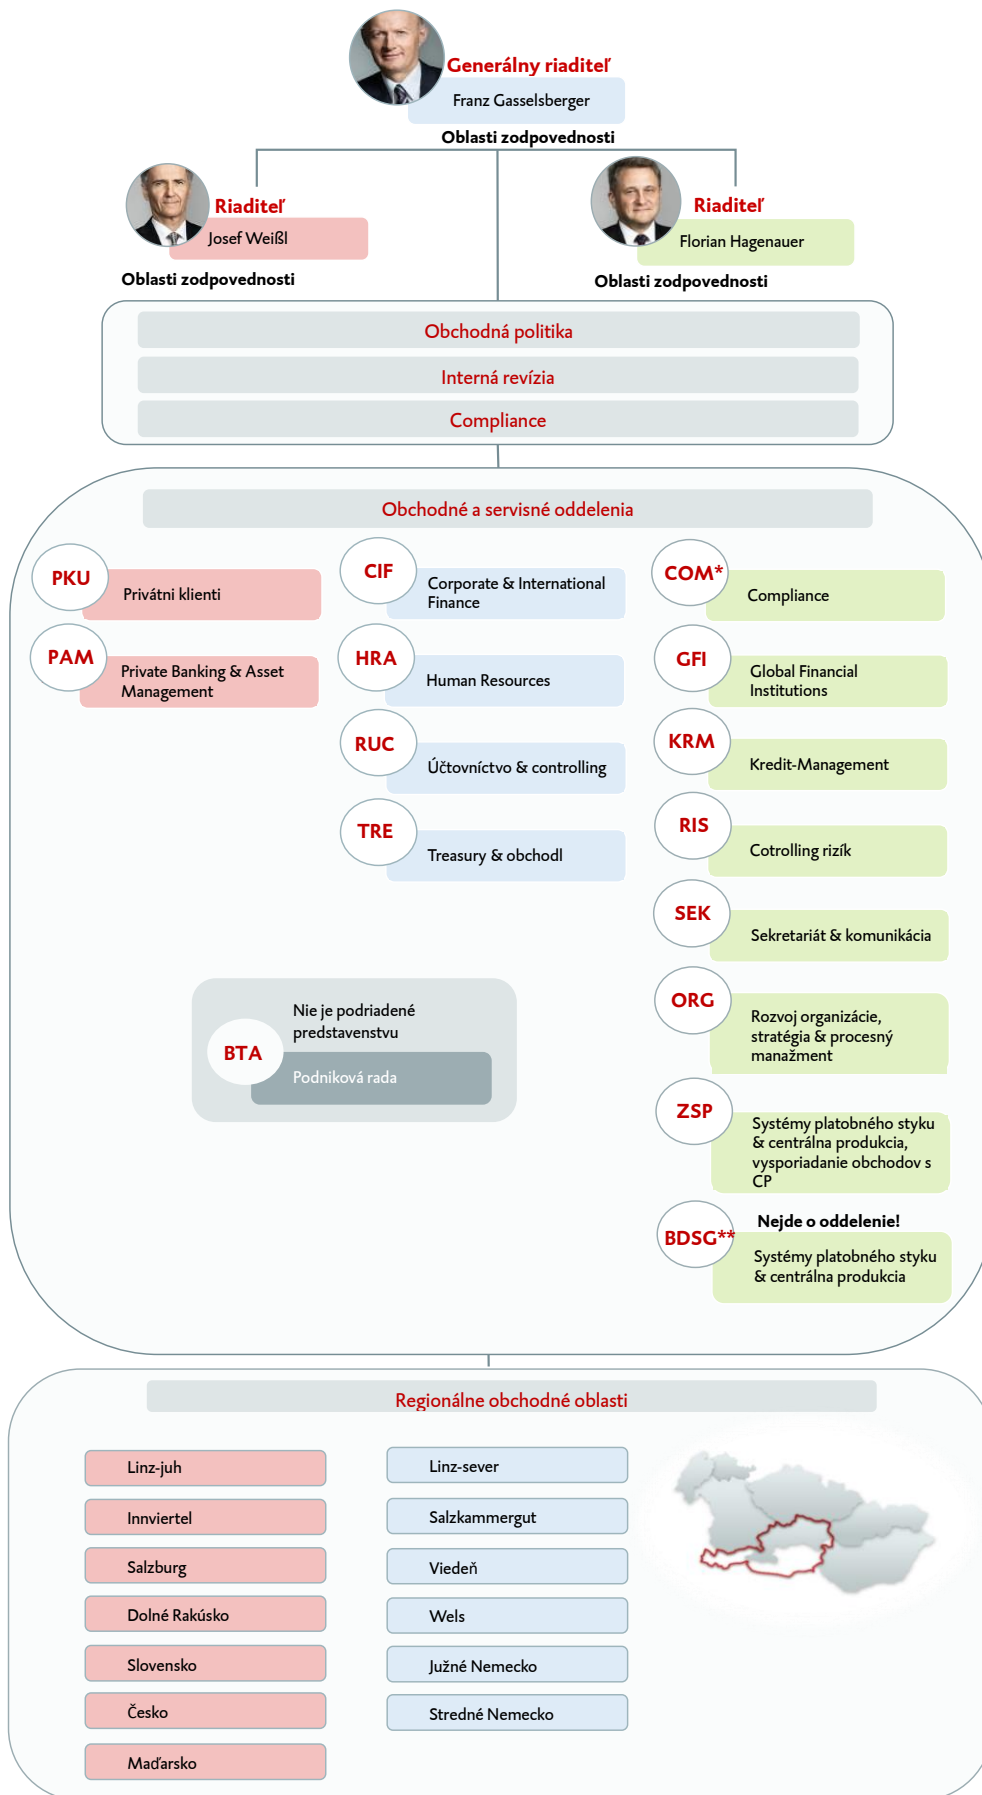 Generálny riaditeľ
Franz Gasselsberger
Oblasti zodpovednosti
Riaditeľ
Josef Weißl
Oblasti zodpovednosti
Riaditeľ
Florian Hagenauer
Oblasti zodpovednosti
Obchodná politika
Interná revízia
Compliance
Obchodné a servisné oddelenia
PKU
Privátni klienti
PAM
Private Banking & Asset
Management
CIF
Corporate & International
Finance
HRA
Human Resources
RUC
Účtovníctvo & controlling
TRE
Treasury & obchodl
COM*
Compliance
GFI
Global Financial
Institutions
KRM
Kredit-Management
RIS
Cotrolling rizík
SEK
Sekretariát & komunikácia
ORG
Rozvoj organizácie,
stratégia & procesný
manažment
ZSP
Systémy platobného styku
& centrálna produkcia,
vysporiadanie obchodov s
CP
BDSG**
Nejde o oddelenie!
Systémy platobného styku
& centrálna produkcia
Nie je podriadené
predstavenstvu
BTA
Podniková rada
Regionálne obchodné oblasti
Linz-juh
Innviertel
Salzburg
Dolné Rakúsko
Slovensko
Česko
Maďarsko
Linz-sever
Salzkammergut
Viedeň
Wels
Južné Nemecko
Stredné Nemecko